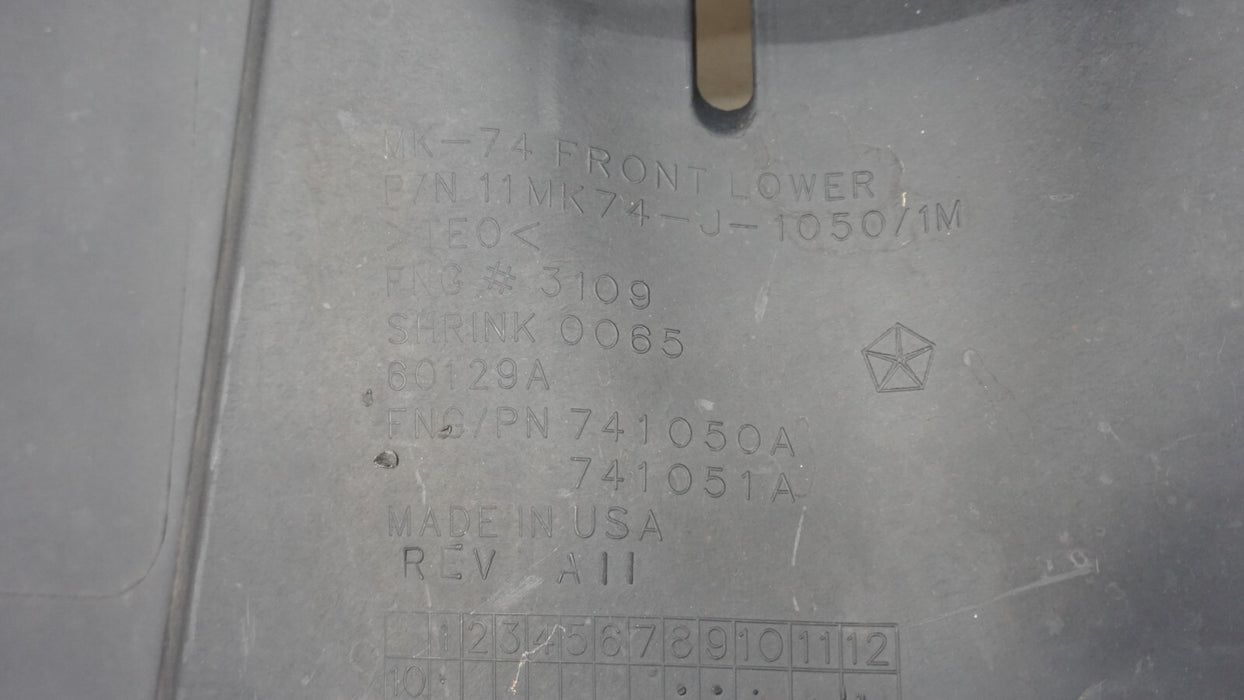 MK-74 FRONT LOWER
P/N 11MK74-J-1050/1M
>TEO<
ENG # 3109
SHRINK 0065
60129A
ENG/PN 741050A
741051A
MADE IN USA
REV A11
1 2 3 4 5 6 7 8 9 10 11 12
10